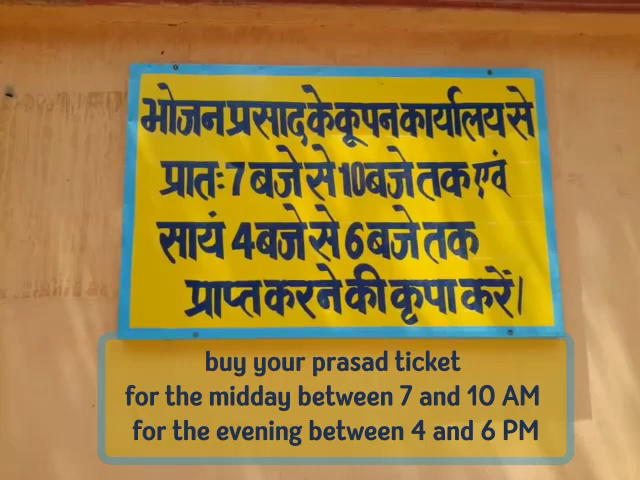 भोजन प्रसाद के कूपन कार्यालय से
प्रातः 7 बजे से 10 बजे तक एवं
सायं 4 बजे से 6 बजे तक
प्राप्त करने की कृपा करें।
buy your prasad ticket
for the midday between 7 and 10 AM
for the evening between 4 and 6 PM